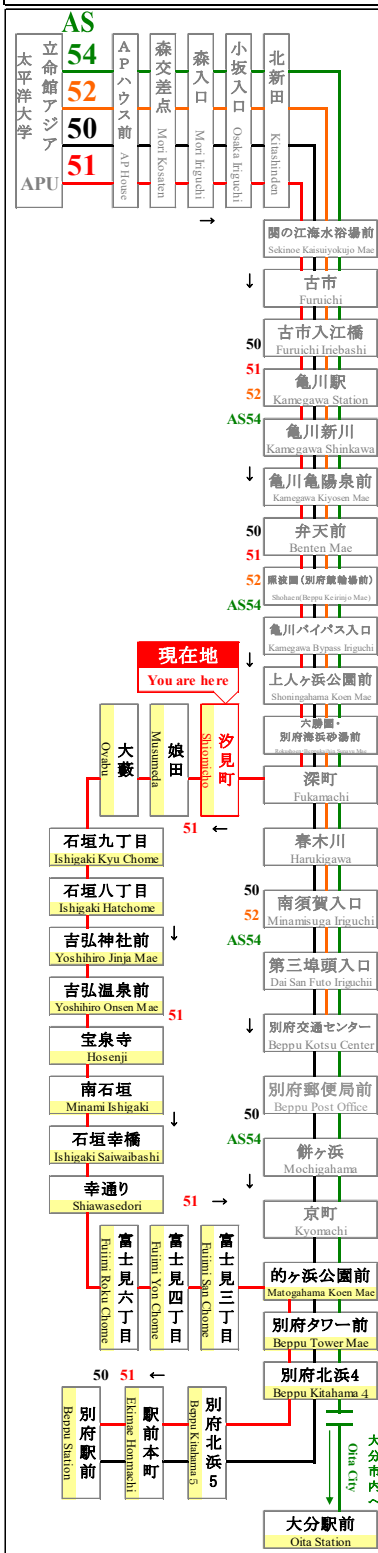 AS
54
52
50
51
立命館アジア
太平洋大学
APU
APハウス前
AP House
森交差点
Mori Kosaten
森入口
Mori Iriguchi
小坂入口
Osaka Iriguchi
北新田
Kitashinden
→
関の江海水浴場前
Sekinoe Kaisuiyokujo Mae
↓
古市
Furuichi
古市入江橋
Furuichi Iriebashi
50
51
52
AS54
亀川駅
Kamegawa Station
亀川新川
Kamegawa Shinkawa
↓
亀川亀陽泉前
Kamegawa Kiyosen Mae
50
51
52
AS54
弁天前
Benten Mae
照波園(別府競輪場前)
Shohaen(Beppu Keirinjo Mae)
亀川バイパス入口
Kamegawa Bypass Iriguchi
↓
上人ヶ浜公園前
Shoningahama Koen Mae
六勝園・
別府海浜砂湯前
現在地
You are here
汐見町
Shiomicho
娘田
Musumeda
大藪
Oyabu
深町
Fukamachi
51 ←
石垣九丁目
Ishigaki Kyu Chome
春木川
Harukigawa
石垣八丁目
Ishigaki Hatchome
50
52
AS54
南須賀入口
Minamisuga Iriguchi
吉弘神社前
Yoshihiro Jinja Mae
↓
第三埠頭入口
Dai San Futo Iriguchii
吉弘温泉前
Yoshihiro Onsen Mae
51
↓
別府交通センター
Beppu Kotsu Center
宝泉寺
Hosenji
南石垣
Minami Ishigaki
↓
別府郵便局前
Beppu Post Office
50
AS54
石垣幸橋
Ishigaki Saiwaibashi
餅ヶ浜
Mochigahama
↓
幸通り
Shiawasedori
51 →
京町
Kyomachi
富士見六丁目
Fujimi Roku Chome
富士見四丁目
Fujimi Yon Chome
富士見三丁目
Fujimi San Chome
的ヶ浜公園前
Matogahama Koen Mae
別府タワー前
Beppu Tower Mae
別府北浜4
Beppu Kitahama 4
50 51 ←
別府駅前
Beppu Station
駅前本町
Ekimae Honmachi
別府北浜5
Beppu Kitahama 5
大分市内へ
Oita City
大分駅前
Oita Station